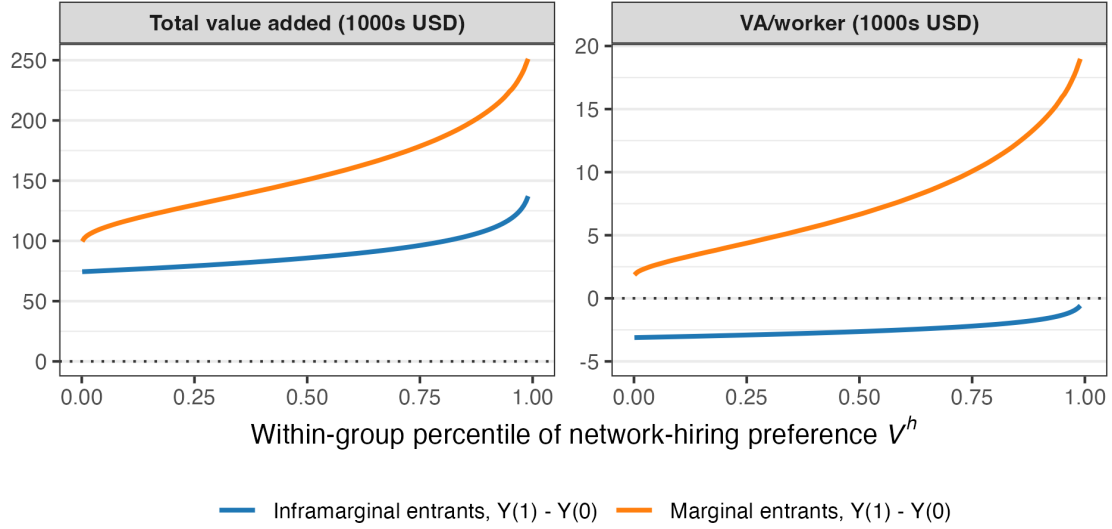 Total value added (1000s USD)
VA/worker (1000s USD)
250
200
150
100
50
0
20
15
10
5
0
-5
0.00 0.25 0.50 0.75 1.00
0.00 0.25 0.50 0.75 1.00
Within-group percentile of network-hiring preference V^h
Inframarginal entrants, Y(1) - Y(0) Marginal entrants, Y(1) - Y(0)